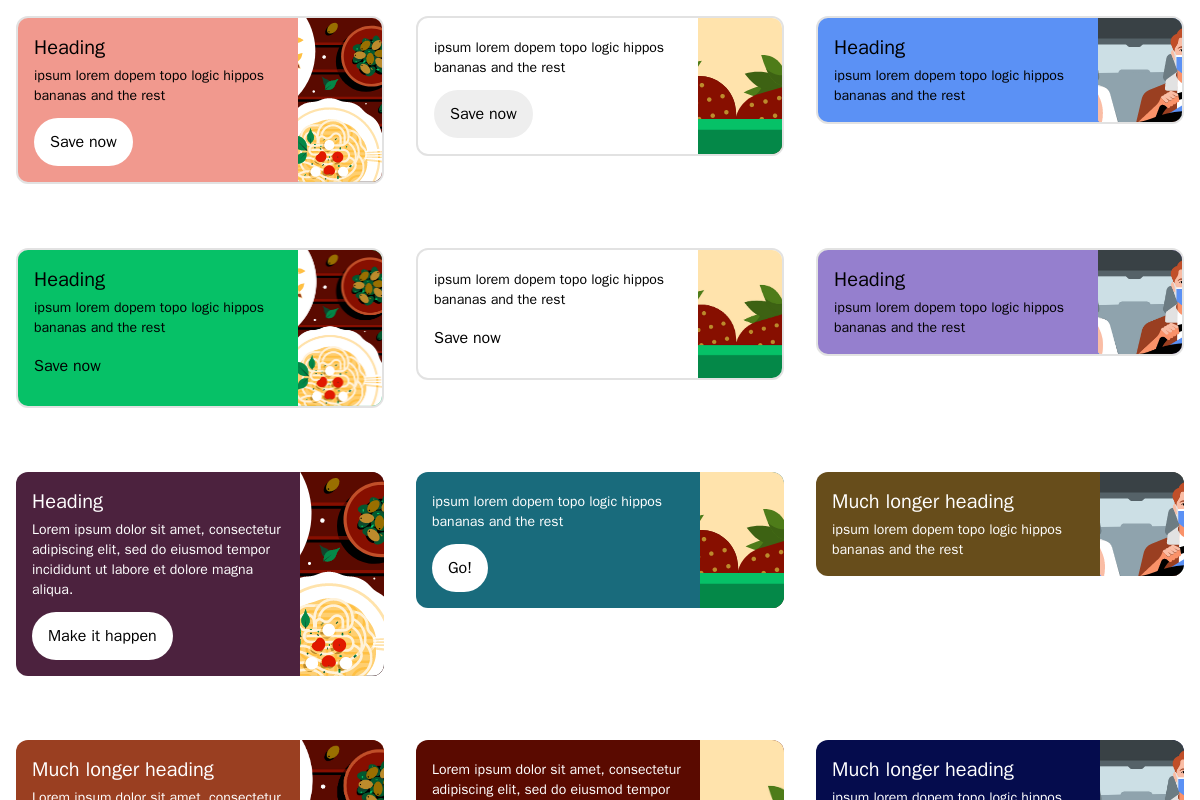 Heading
ipsum lorem dopem topo logic hippos
bananas and the rest
Save now
ipsum lorem dopem topo logic hippos
bananas and the rest
Save now
Heading
ipsum lorem dopem topo logic hippos
bananas and the rest
Heading
ipsum lorem dopem topo logic hippos
bananas and the rest
Save now
ipsum lorem dopem topo logic hippos
bananas and the rest
Save now
Heading
ipsum lorem dopem topo logic hippos
bananas and the rest
Heading
Lorem ipsum dolor sit amet, consectetur
adipiscing elit, sed do eiusmod tempor
incididunt ut labore et dolore magna
aliqua.
Make it happen
ipsum lorem dopem topo logic hippos
bananas and the rest
Go!
Much longer heading
ipsum lorem dopem topo logic hippos
bananas and the rest
Much longer heading
Lorem ipsum dolor sit amet, consectetur
Lorem ipsum dolor sit amet, consectetur
adipiscing elit, sed do eiusmod tempor
Much longer heading
ipsum lorem dopem topo logic hippos